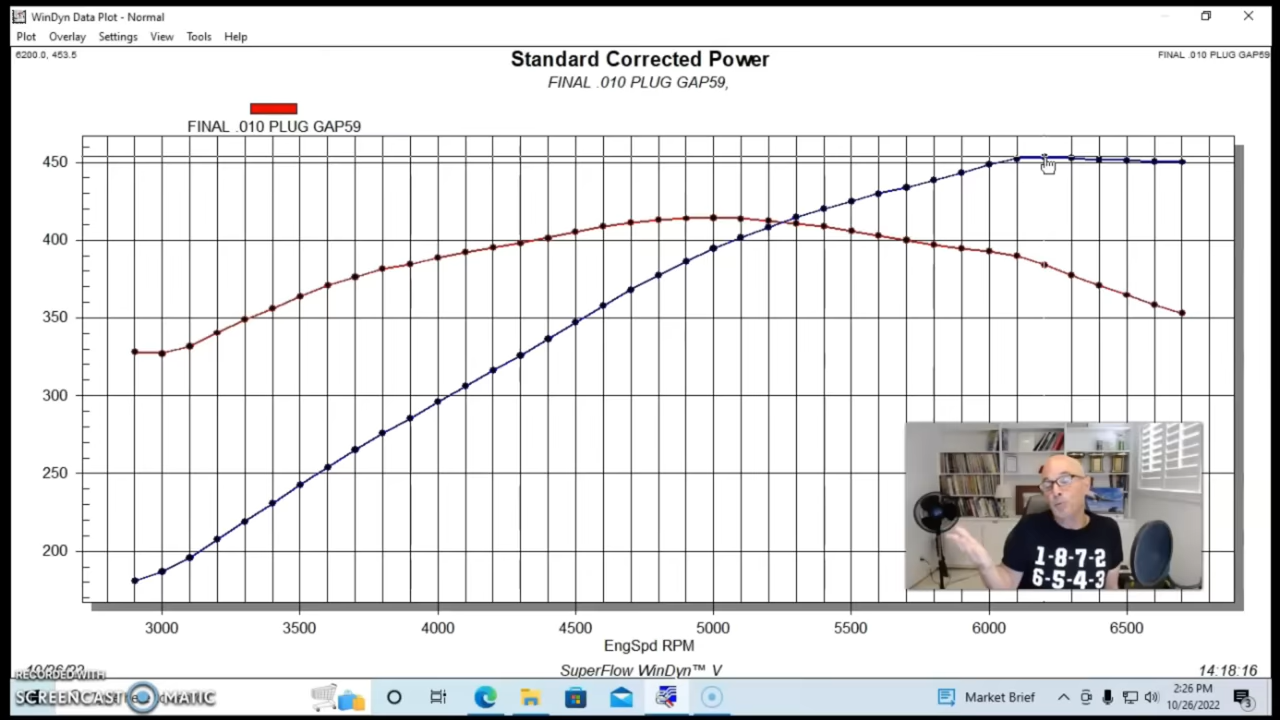 WinDyn Data Plot - Normal
Plot Overlay Settings View Tools Help
6200.0, 453.5
Standard Corrected Power
FINAL .010 PLUG GAP59
FINAL .010 PLUG GAP59,
FINAL .010 PLUG GAP59
450
400
350
300
250
200
1-8-7-2
6-5-4-3
3000 3500 4000 4500 5000 5500 6000 6500
EngSpd RPM
SuperFlow WinDyn™ V
14:18:16
RECORDED WITH
SCREENCAST MATIC
Market Brief
2:26 PM
10/26/2022
3